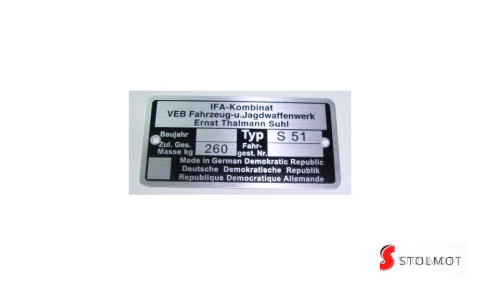 IFA-Kombinat
VEB Fahrzeug-u.Jagdwaffenwerk
Ernst Thalmann Suhl
Baujahr Typ S 51
Zul. Ges. Masse kg 260 Fahr-gest. Nr.
Made in German Demokratic Republic
Deutsche Demokratische Republik
Republique Democratique Allemande
STOLMOT